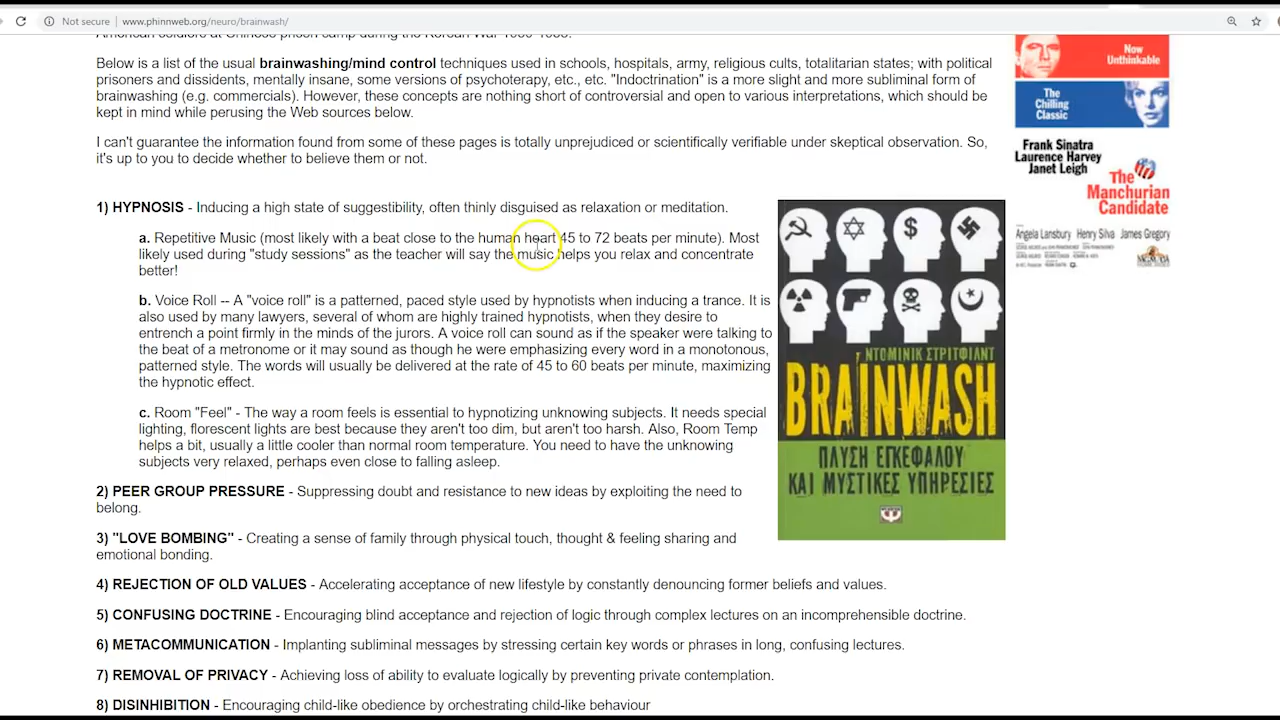 Not secure
www.phinnweb.org/neuro/brainwash/
American soldiers at Chinese prison camp during the Korean War 1950-1953.
Below is a list of the usual brainwashing/mind control techniques used in schools, hospitals, army, religious cults, totalitarian states; with political
prisoners and dissidents, mentally insane, some versions of psychoterapy, etc., etc. "Indoctrination" is a more slight and more subliminal form of
brainwashing (e.g. commercials). However, these concepts are nothing short of controversial and open to various interpretations, which should be
kept in mind while perusing the Web sources below.
I can't guarantee the information found from some of these pages is totally unprejudiced or scientifically verifiable under skeptical observation. So,
it's up to you to decide whether to believe them or not.
1) HYPNOSIS - Inducing a high state of suggestibility, often thinly disguised as relaxation or meditation.
a. Repetitive Music (most likely with a beat close to the human heart 45 to 72 beats per minute). Most
likely used during "study sessions" - the teacher will say the music helps you relax and concentrate
better!
b. Voice Roll -- A "voice roll" is a patterned, paced style used by hypnotists when inducing a trance. It is
also used by many lawyers, several of whom are highly trained hypnotists, when they desire to
entrench a point firmly in the minds of the jurors. A voice roll can sound as if the speaker were talking to
the beat of a metronome or it may sound as though he were emphasizing every word in a monotonous,
patterned style. The words will usually be delivered at the rate of 45 to 60 beats per minute, maximizing
the hypnotic effect.
c. Room "Feel" - The way a room feels is essential to hypnotizing unknowing subjects. It needs special
lighting, florescent lights are best because they aren't too dim, but aren't too harsh. Also, Room Temp
helps a bit, usually a little cooler than normal room temperature. You need to have the unknowing
subjects very relaxed, perhaps even close to falling asleep.
2) PEER GROUP PRESSURE - Suppressing doubt and resistance to new ideas by exploiting the need to
belong.
3) "LOVE BOMBING" - Creating a sense of family through physical touch, thought & feeling sharing and
emotional bonding.
4) REJECTION OF OLD VALUES - Accelerating acceptance of new lifestyle by constantly denouncing former beliefs and values.
5) CONFUSING DOCTRINE - Encouraging blind acceptance and rejection of logic through complex lectures on an incomprehensible doctrine.
6) METACOMMUNICATION - Implanting subliminal messages by stressing certain key words or phrases in long, confusing lectures.
7) REMOVAL OF PRIVACY - Achieving loss of ability to evaluate logically by preventing private contemplation.
8) DISINHIBITION - Encouraging child-like obedience by orchestrating child-like behaviour
$
ΝΤΟΜΙΝΙΚ ΣΤΡΙΤΦΙΛΝΤ
BRAINWASH
ΠΛΥΣΗ ΕΓΚΕΦΑΛΟΥ
ΚΑΙ ΜΥΣΤΙΚΕΣ ΥΠΗΡΕΣΙΕΣ
Now
Unthinkable
The
Chilling
Classic
Frank Sinatra
Laurence Harvey
Janet Leigh
The
Manchurian
Candidate
Angela Lansbury Henry Silva James Gregory